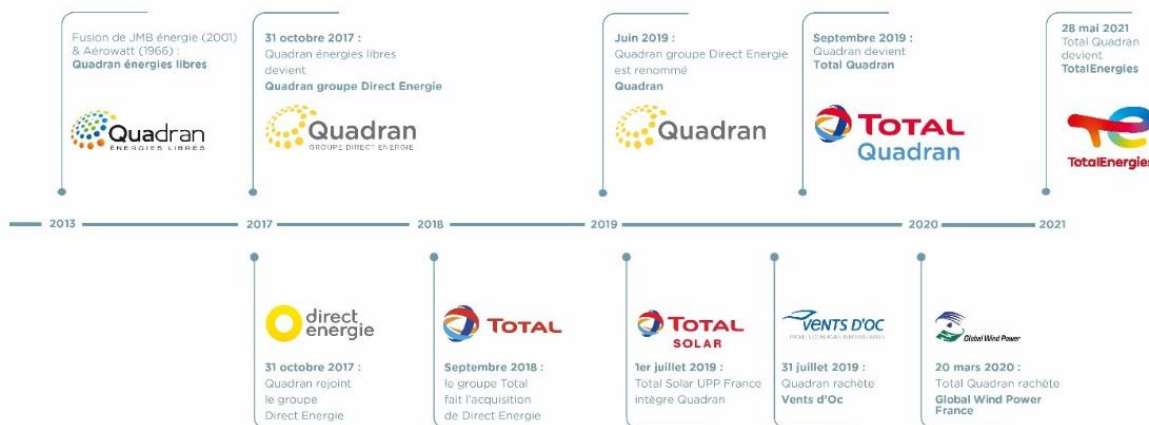 Fusion de JMB énergie (2001)
& Aérowatt (1966) :
Quadran énergies libres
Quadran
ÉNERGIES LIBRES
31 octobre 2017 :
Quadran énergies libres
devient
Quadran groupe Direct Energie
Quadran
GROUPE DIRECT ENERGIE
Juin 2019 :
Quadran groupe Direct Energie
est renommé
Quadran
Quadran
Septembre 2019 :
Quadran devient
Total Quadran
TOTAL
Quadran
28 mai 2021
Total Quadran
devient
TotalEnergies
TotalEnergies
2013 2017 2018 2019 2020 2021
direct
energie
31 octobre 2017 :
Quadran rejoint
le groupe
Direct Energie
TOTAL
Septembre 2018 :
le groupe Total
fait l'acquisition
de Direct Energie
TOTAL
SOLAR
1er juillet 2019 :
Total Solar UPP France
intègre Quadran
VENTS D'OC
31 juillet 2019 :
Quadran rachète
Vents d'Oc
Global Wind Power
20 mars 2020 :
Total Quadran rachète
Global Wind Power
France